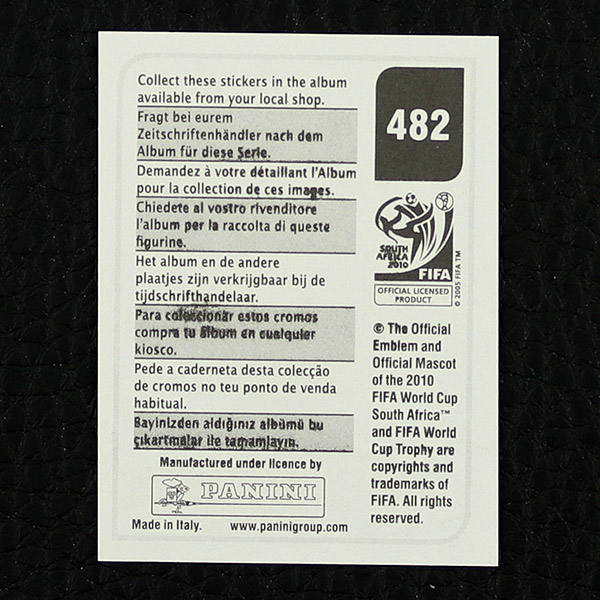 Collect these stickers in the album
available from your local shop.
Fragt bei eurem
Zeitschriftenhändler nach dem
Album für diese Serie.
Demandez à votre détaillant l'Album
pour la collection de ces images.
Chiedete al vostro rivenditore
l'album per la raccolta di queste
figurine.
Het album en de andere
plaatjes zijn verkrijgbaar bij de
tijdschrifthandelaar.
Para coleccionar estos cromos
compra tu álbum en cualquier
kiosco.
Pede a caderneta desta colecção
de cromos no teu ponto de venda
habitual.
Bayinizden aldığınız albümü bu
çıkartmalar ile tamamlayın.
Manufactured under licence by
PANINI
Made in Italy. www.paninigroup.com
482
SOUTH
AFRICA
2010
FIFA
OFFICIAL LICENSED
PRODUCT
© 2005 FIFA TM
© The Official
Emblem and
Official Mascot
of the 2010
FIFA World Cup
South Africa™
and FIFA World
Cup Trophy are
copyrights and
trademarks of
FIFA. All rights
reserved.